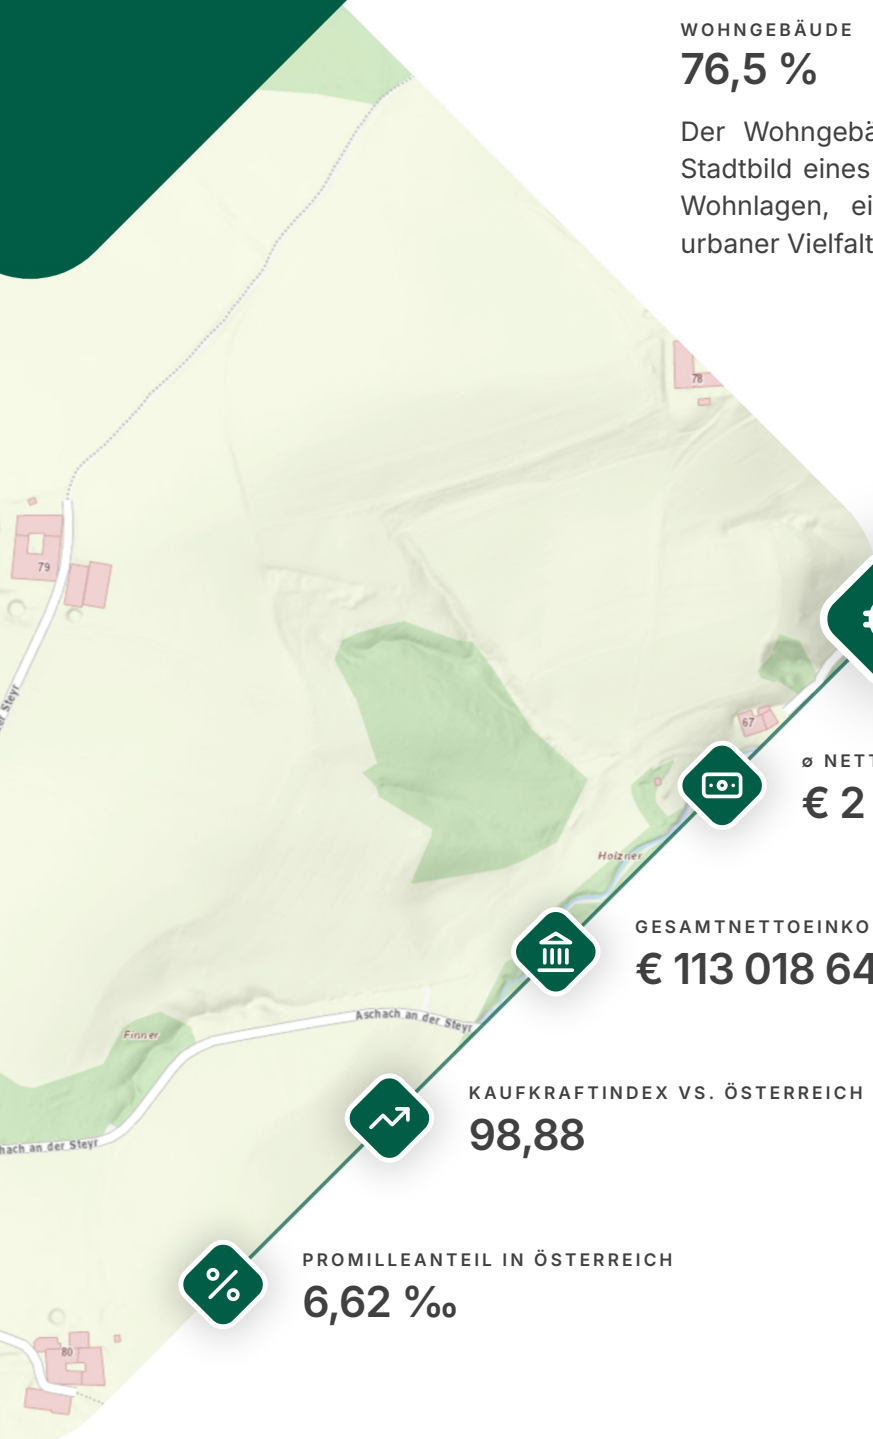 WOHNGEBÄUDE
76,5 %
Der Wohngebä
Stadtbild eines
Wohnlagen, ei
urbaner Vielfalt
78
79
er Steyr
67
ø NETT
€ 2
Holzner
GESAMTNETTOEINKO
€ 113 018 64
Aschach an der Steyr
Finner
KAUFKRAFTINDEX VS. ÖSTERREICH
98,88
hach an der Steyr
PROMILLEANTEIL IN ÖSTERREICH
6,62 ‰
80